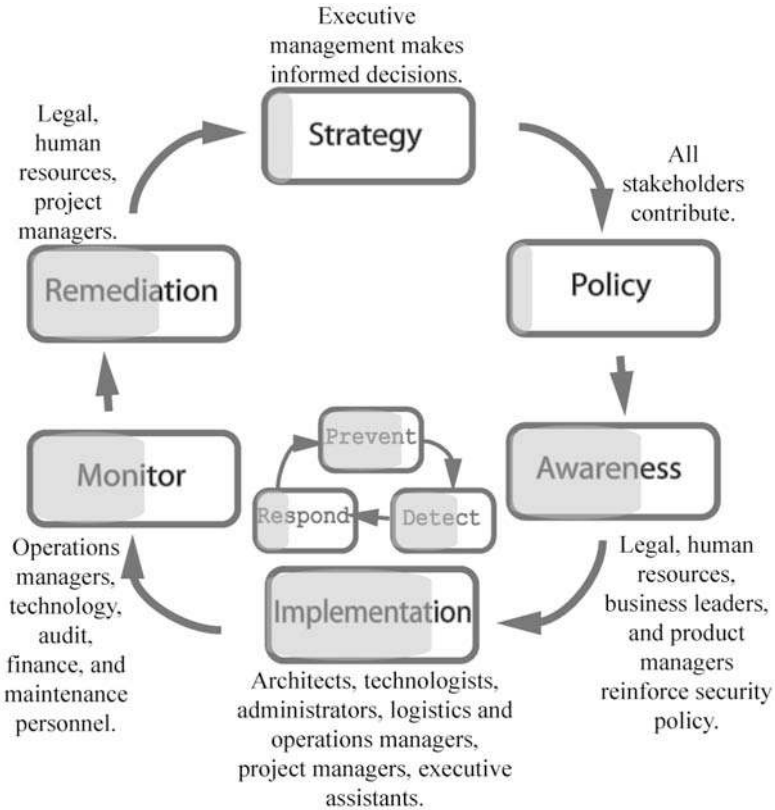 Executive
management makes
informed decisions.
Strategy
All
stakeholders
contribute.
Policy
Awareness
Legal, human
resources,
business leaders,
and product
managers
reinforce security
policy.
Implementation
Architects, technologists,
administrators, logistics and
operations managers,
project managers, executive
assistants.
Prevent
Detect
Respond
Monitor
Operations
managers,
technology,
audit,
finance, and
maintenance
personnel.
Legal,
human
resources,
project
managers.
Remediation